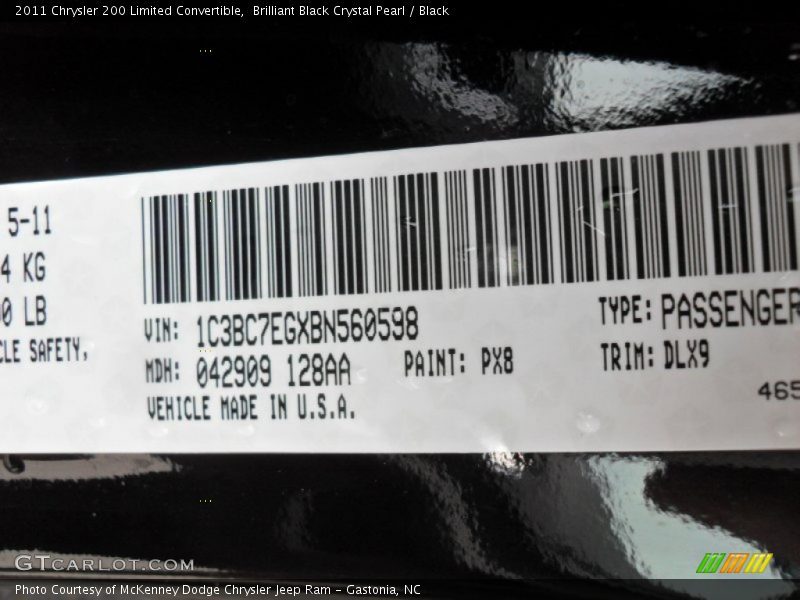 2011 Chrysler 200 Limited Convertible,  Brilliant Black Crystal Pearl / Black
5-11
4 KG
0 LB
CLE SAFETY,
VIN: 1C3BC7EGXBN560598
TYPE: PASSENGER
MDH: 042909 128AA
PAINT: PX8
TRIM: DLX9
VEHICLE MADE IN U.S.A.
465
GTCARLOT.COM
Photo Courtesy of McKenney Dodge Chrysler Jeep Ram – Gastonia, NC